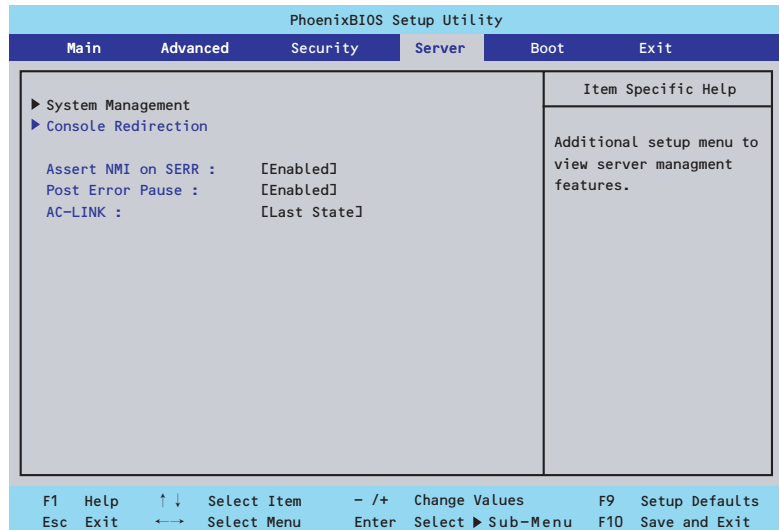 PhoenixBIOS Setup Utility
Main Advanced Security Server Boot Exit
Item Specific Help
▶ System Management
▶ Console Redirection
Additional setup menu to
view server managment
features.
Assert NMI on SERR : [Enabled]
Post Error Pause : [Enabled]
AC-LINK : [Last State]
F1 Help ↑↓ Select Item - /+ Change Values F9 Setup Defaults
Esc Exit ←→ Select Menu Enter Select ▶ Sub-Menu F10 Save and Exit